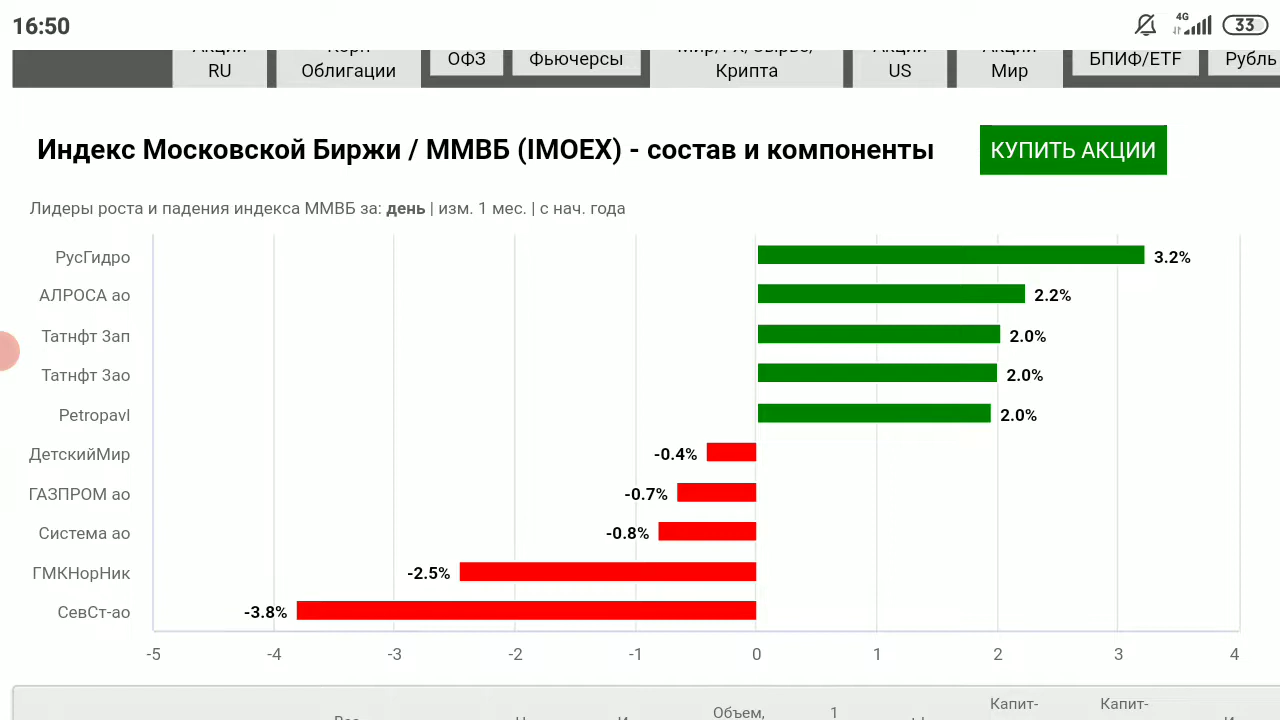 16:50 4G 33
RU Облигации ОФЗ Фьючерсы Крипта US Мир БПИФ/ETF Рубль
Индекс Московской Биржи / ММВБ (IMOEX) - состав и компоненты КУПИТЬ АКЦИИ
Лидеры роста и падения индекса ММВБ за: день | изм. 1 мес. | с нач. года
РусГидро 3.2%
АЛРОСА ао 2.2%
Татнфт 3ап 2.0%
Татнфт 3ао 2.0%
Petropavl 2.0%
ДетскийМир -0.4%
ГАЗПРОМ ао -0.7%
Система ао -0.8%
ГМКНорНик -2.5%
СевСт-ао -3.8%
-5 -4 -3 -2 -1 0 1 2 3 4
Капит- Капит-
Объем, 1